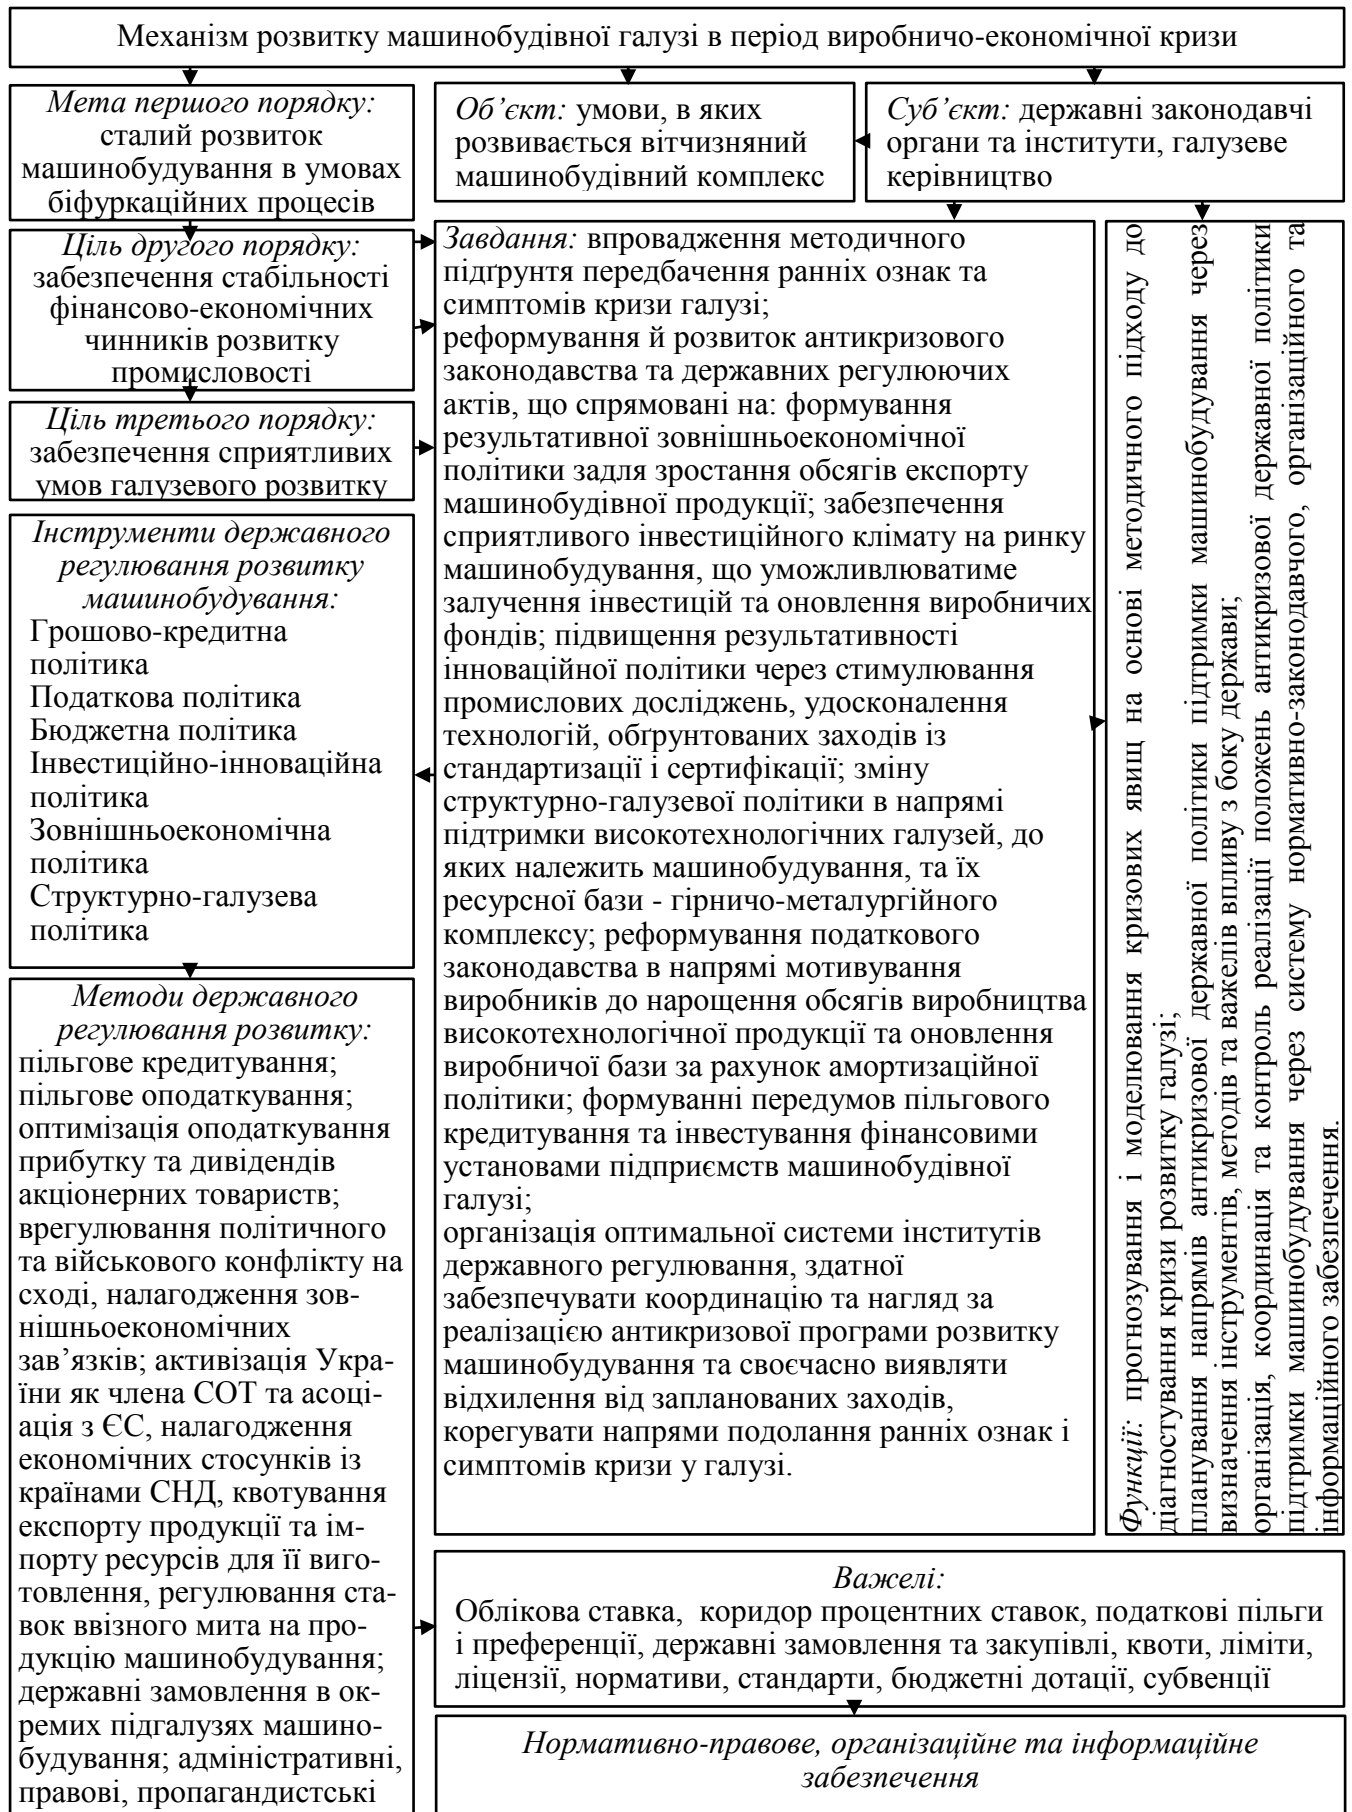 Механізм розвитку машинобудівної галузі в період виробничо-економічної кризи
Мета першого порядку:
сталий розвиток
машинобудування в умовах
біфуркаційних процесів
Об’єкт: умови, в яких
розвивається вітчизняний
машинобудівний комплекс
Суб’єкт: державні законодавчі
органи та інститути, галузеве
керівництво
Ціль другого порядку:
забезпечення стабільності
фінансово-економічних
чинників розвитку
промисловості
Ціль третього порядку:
забезпечення сприятливих
умов галузевого розвитку
Інструменти державного
регулювання розвитку
машинобудування:
Грошово-кредитна
політика
Податкова політика
Бюджетна політика
Інвестиційно-інноваційна
політика
Зовнішньоекономічна
політика
Структурно-галузева
політика
Методи державного
регулювання розвитку:
пільгове кредитування;
пільгове оподаткування;
оптимізація оподаткування
прибутку та дивідендів
акціонерних товариств;
врегулювання політичного
та військового конфлікту на
сході, налагодження зов-
нішньоекономічних
зав’язків; активізація Укра-
їни як члена СОТ та асоці-
ація з ЄС, налагодження
економічних стосунків із
країнами СНД, квотування
експорту продукції та ім-
порту ресурсів для її виго-
товлення, регулювання ста-
вок ввізного мита на про-
дукцію машинобудування;
державні замовлення в ок-
ремих підгалузях машино-
будування; адміністративні,
правові, пропагандистські
Завдання: впровадження методичного
підґрунтя передбачення ранніх ознак та
симптомів кризи галузі;
реформування й розвиток антикризового
законодавства та державних регулюючих
актів, що спрямовані на: формування
результативної зовнішньоекономічної
політики задля зростання обсягів експорту
машинобудівної продукції; забезпечення
сприятливого інвестиційного клімату на ринку
машинобудування, що уможливлюватиме
залучення інвестицій та оновлення виробничих
фондів; підвищення результативності
інноваційної політики через стимулювання
промислових досліджень, удосконалення
технологій, обґрунтованих заходів із
стандартизації і сертифікації; зміну
структурно-галузевої політики в напрямі
підтримки високотехнологічних галузей, до
яких належить машинобудування, та їх
ресурсної бази - гірничо-металургійного
комплексу; реформування податкового
законодавства в напрямі мотивування
виробників до нарощення обсягів виробництва
високотехнологічної продукції та оновлення
виробничої бази за рахунок амортизаційної
політики; формуванні передумов пільгового
кредитування та інвестування фінансовими
установами підприємств машинобудівної
галузі;
організація оптимальної системи інститутів
державного регулювання, здатної
забезпечувати координацію та нагляд за
реалізацією антикризової програми розвитку
машинобудування та своєчасно виявляти
відхилення від запланованих заходів,
корегувати напрями подолання ранніх ознак і
симптомів кризи у галузі.
Функції: прогнозування і моделювання кризових явищ на основі методичного підходу до
діагностування кризи розвитку галузі;
планування напрямів антикризової державної політики підтримки машинобудування через
визначення інструментів, методів та важелів впливу з боку держави;
організація, координація та контроль реалізації положень антикризової державної політики
підтримки машинобудування через систему нормативно-законодавчого, організаційного та
інформаційного забезпечення.
Важелі:
Облікова ставка, коридор процентних ставок, податкові пільги
і преференції, державні замовлення та закупівлі, квоти, ліміти,
ліцензії, нормативи, стандарти, бюджетні дотації, субвенції
Нормативно-правове, організаційне та інформаційне
забезпечення